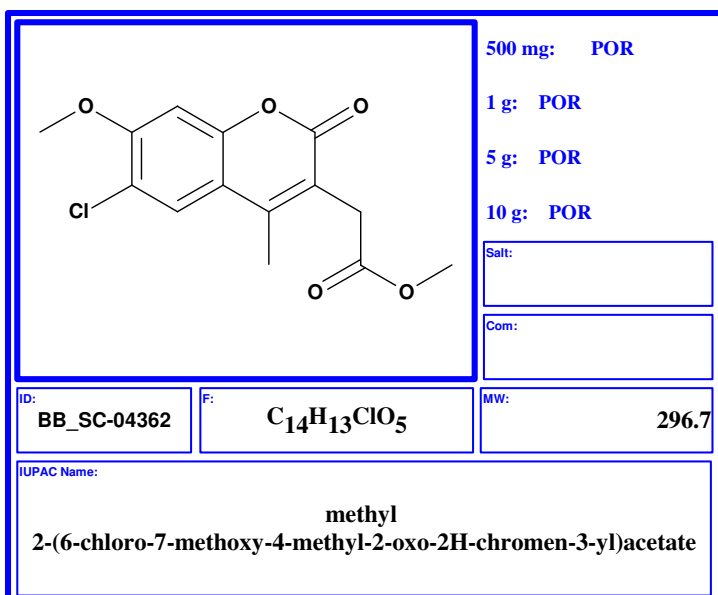 500 mg: POR
1 g: POR
5 g: POR
10 g: POR
O
O
O
Cl
O
O
Salt:
Com:
ID:
BB_SC-04362
F:
C14H13ClO5
MW:
296.7
IUPAC Name:
methyl
2-(6-chloro-7-methoxy-4-methyl-2-oxo-2H-chromen-3-yl)acetate